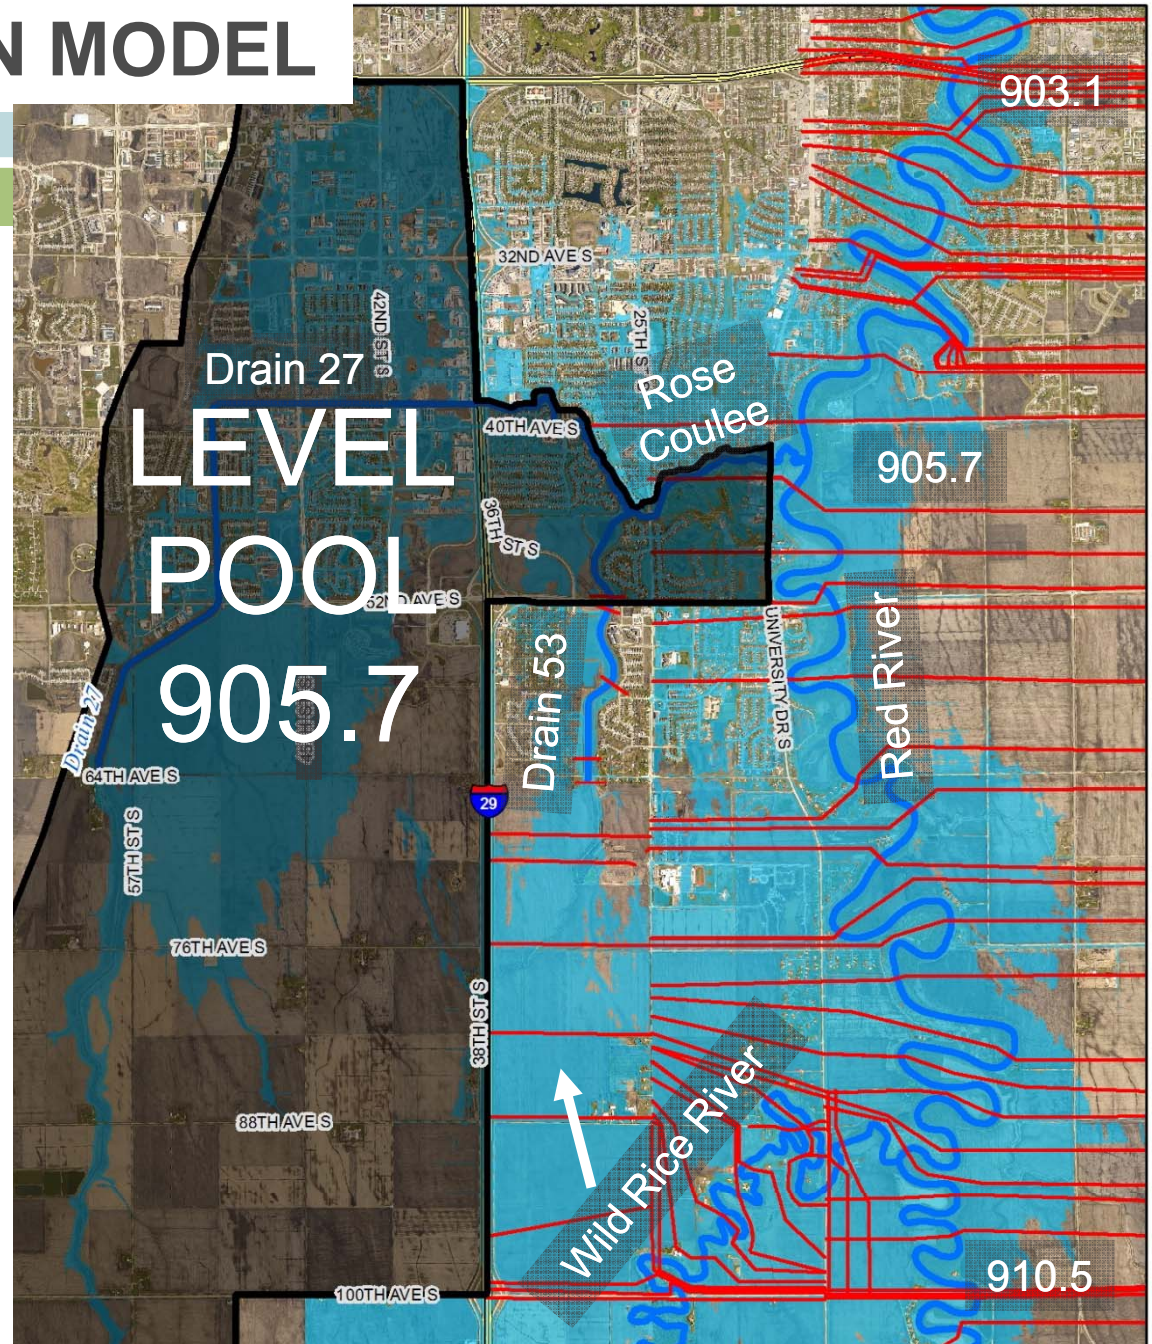 N MODEL
903.1
32ND AVE S
42ND ST S
25TH S
Drain 27
Rose
Coulee
LEVEL
40TH AVE S
905.7
36TH ST S
POOL
52ND AVE S
905.7
Drain 53
UNIVERSITY DR S
Red River
Drain 27
64TH AVE S
29
57TH ST S
76TH AVE S
38TH ST S
Wild Rice River
88TH AVE S
910.5
100TH AVE S